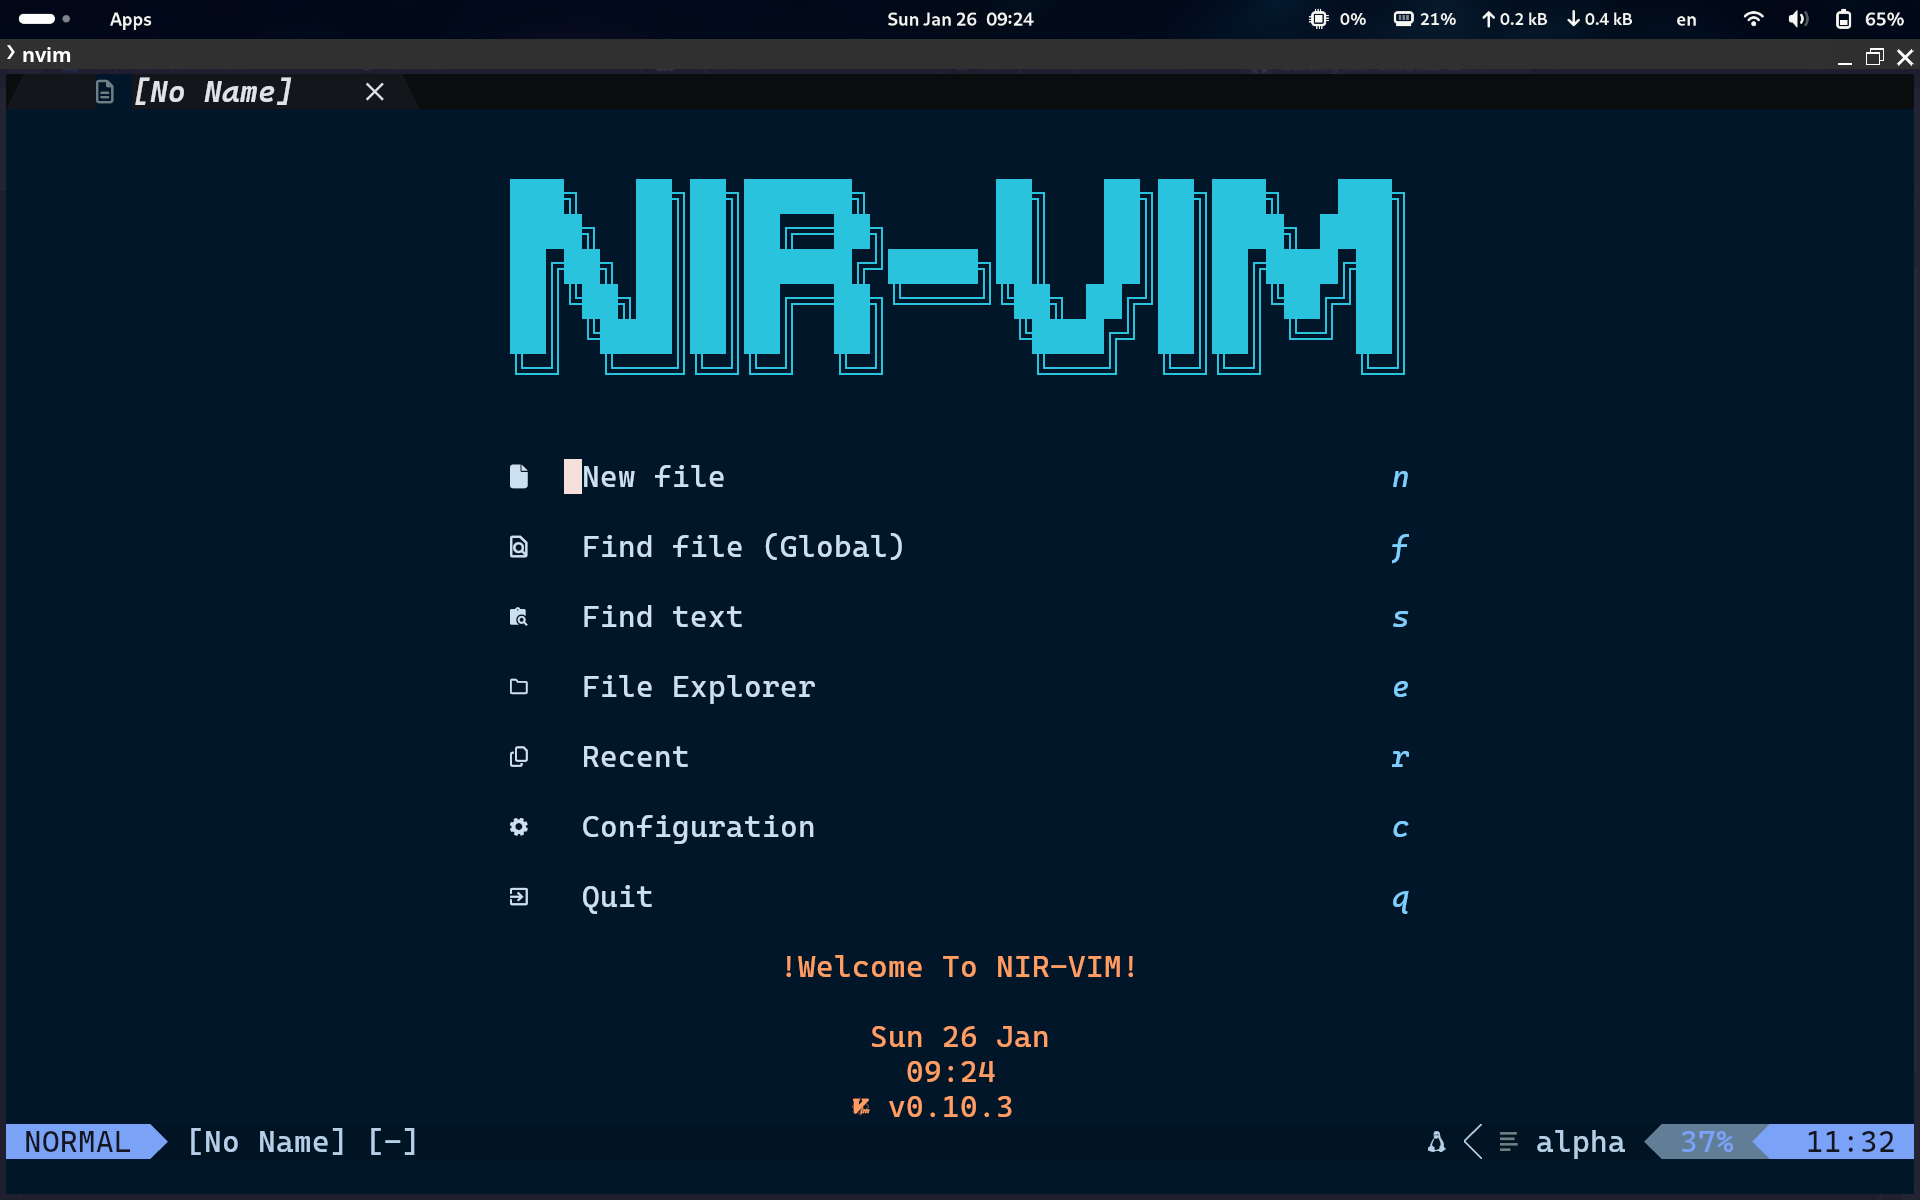 Apps
Sun Jan 26 09:24
0%
21%
↑ 0.2 kB
↓ 0.4 kB
en
65%
nvim
[No Name]
NIR-VIM
New file n
Find file (Global) f
Find text s
File Explorer e
Recent r
Configuration c
Quit q
!Welcome To NIR-VIM!
Sun 26 Jan
09:24
v0.10.3
NORMAL [No Name] [-] alpha 37% 11:32